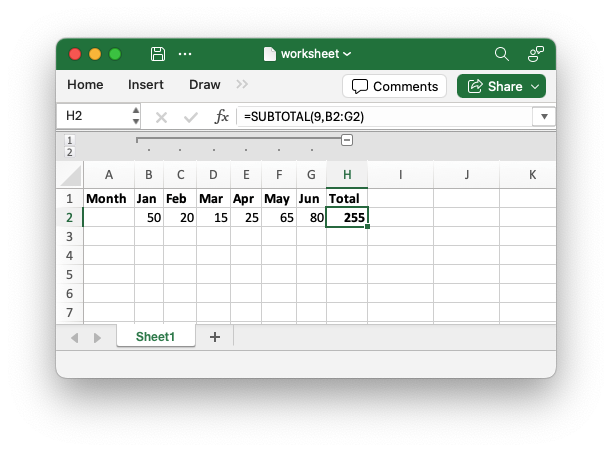 worksheet
Home Insert Draw Comments Share
H2 fx =SUBTOTAL(9,B2:G2)
1
2
A B C D E F G H I J K
1 Month Jan Feb Mar Apr May Jun Total
2 50 20 15 25 65 80 255
3
4
5
6
7
Sheet1